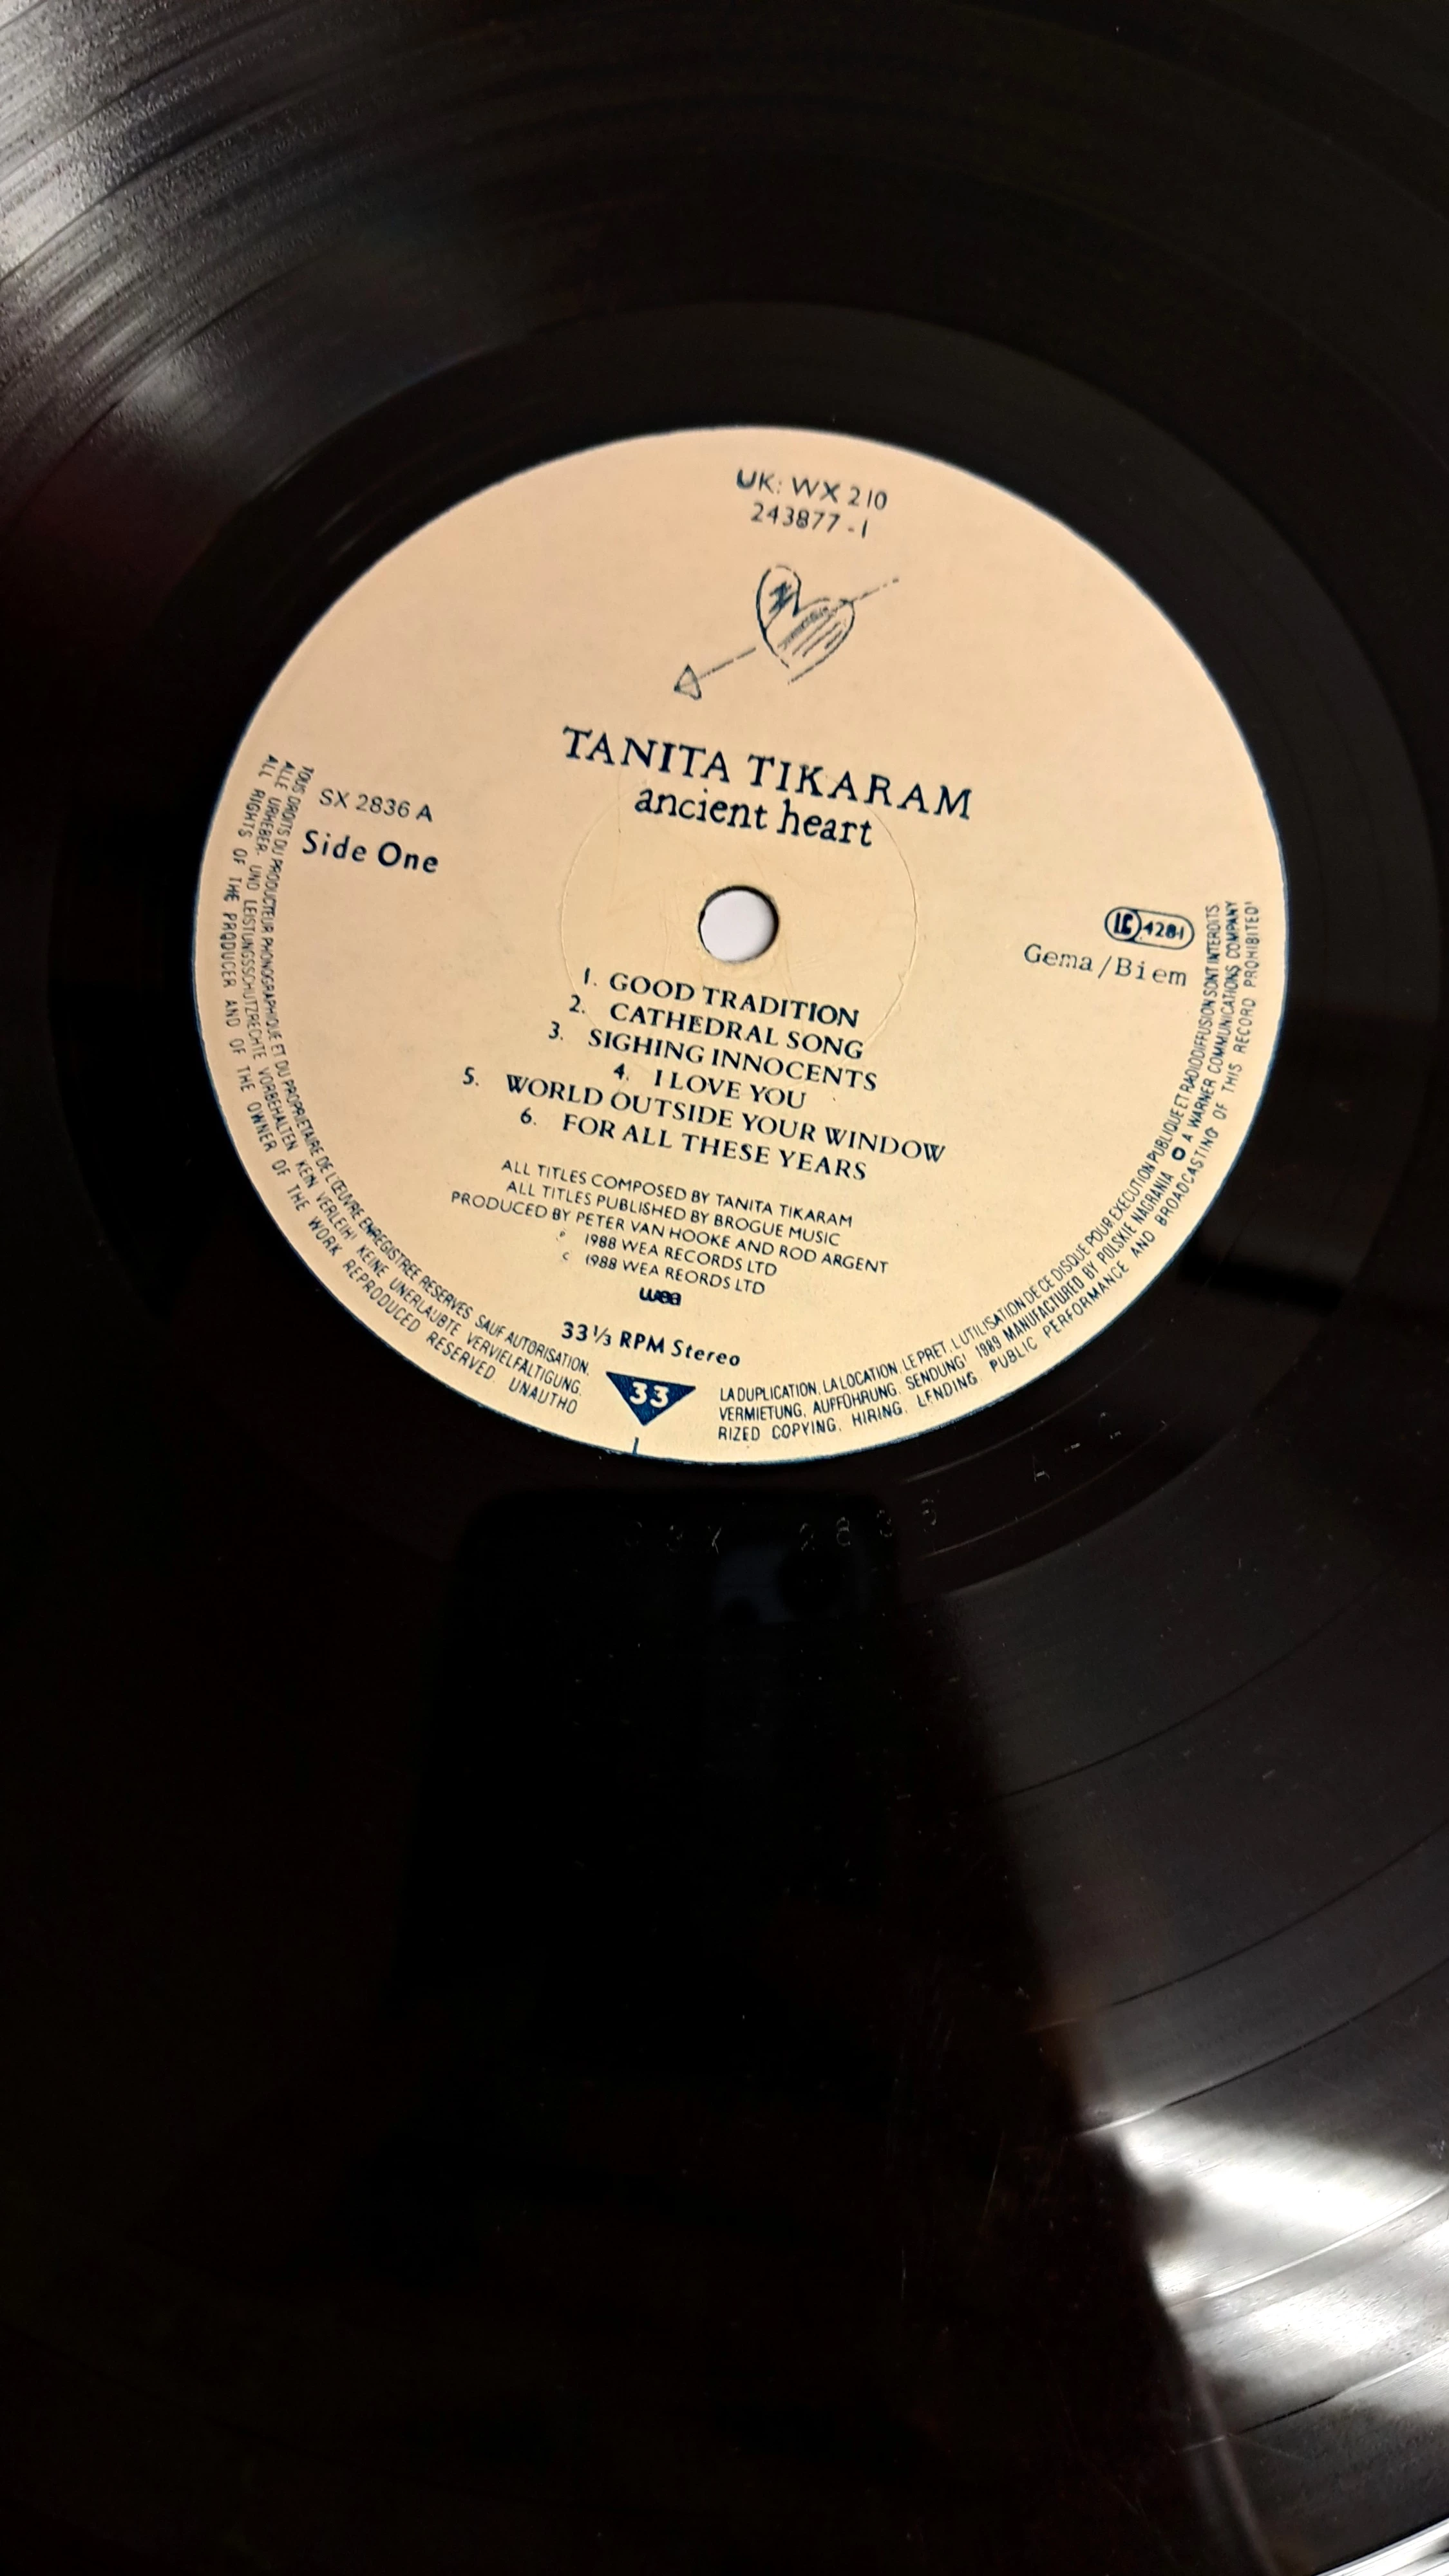 UK: WX 210
243877-1
TANITA TIKARAM
ancient heart
SX 2836 A
Side One
LC 4281
Gema/Biem
1. GOOD TRADITION
2. CATHEDRAL SONG
3. SIGHING INNOCENTS
4. I LOVE YOU
5. WORLD OUTSIDE YOUR WINDOW
6. FOR ALL THESE YEARS
ALL TITLES COMPOSED BY TANITA TIKARAM
ALL TITLES PUBLISHED BY BROGUE MUSIC
PRODUCED BY PETER VAN HOOKE AND ROD ARGENT
P 1988 WEA RECORDS LTD
C 1988 WEA REORDS LTD
wea
33 1/3 RPM Stereo
33
TOUS DROITS DU PRODUCTEUR PHONOGRAPHIQUE ET DU PROPRIETAIRE DE L'ŒUVRE ENREGISTREE RESERVES. SAUF AUTORISATION, LA DUPLICATION, LA LOCATION, LE PRET, L'UTILISATION DE CE DISQUE POUR EXECUTION PUBLIQUE ET RADIODIFFUSION SONT INTERDITS
ALLE URHEBER- UND LEISTUNGSSCHUTZRECHTE VORBEHALTEN KEIN VERLEIH! KEINE UNERLAUBTE VERVIELFÄLTIGUNG, VERMIETUNG, AUFFÜHRUNG, SENDUNG! 1989 MANUFACTURED BY POLSKIE NAGRANIA A WARNER COMMUNICATIONS COMPANY
ALL RIGHTS OF THE PRODUCER AND OF THE OWNER OF THE WORK REPRODUCED RESERVED. UNAUTHO RIZED COPYING, HIRING, LENDING, PUBLIC PERFORMANCE AND BROADCASTING OF THIS RECORD PROHIBITED!